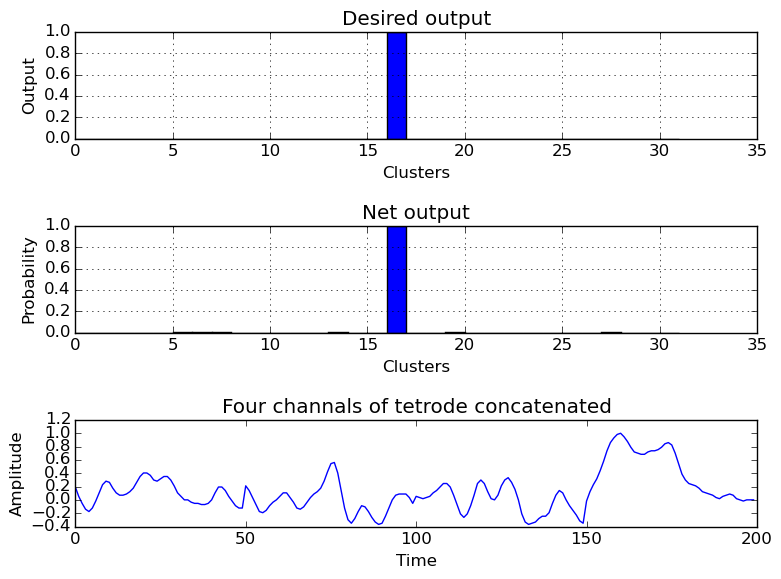 Desired output
1.0
0.8
0.6
0.4
0.2
0.0
Output
0 5 10 15 20 25 30 35
Clusters
Net output
1.0
0.8
0.6
0.4
0.2
0.0
Probability
0 5 10 15 20 25 30 35
Clusters
Four channals of tetrode concatenated
1.2
1.0
0.8
0.6
0.4
0.2
0.0
−0.2
−0.4
Amplitude
0 50 100 150 200
Time